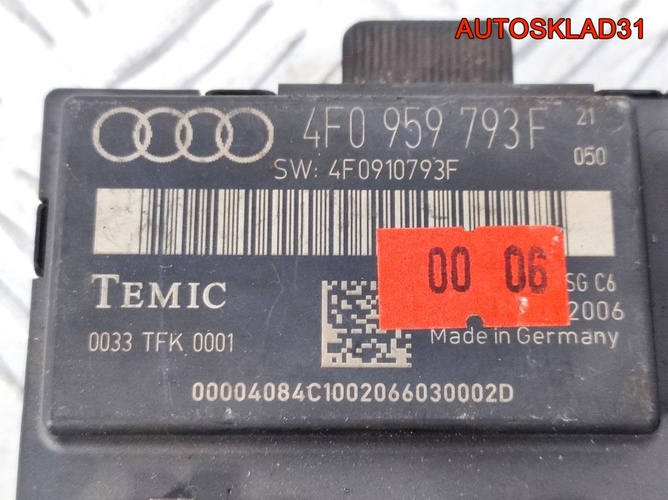 AUTOSKLAD31
4F0 959 793F 21
SW: 4F0910793F 050
TEMIC
00 06
SG C6
0033 TFK 0001
2006
Made in Germany
00004084C1002066030002D